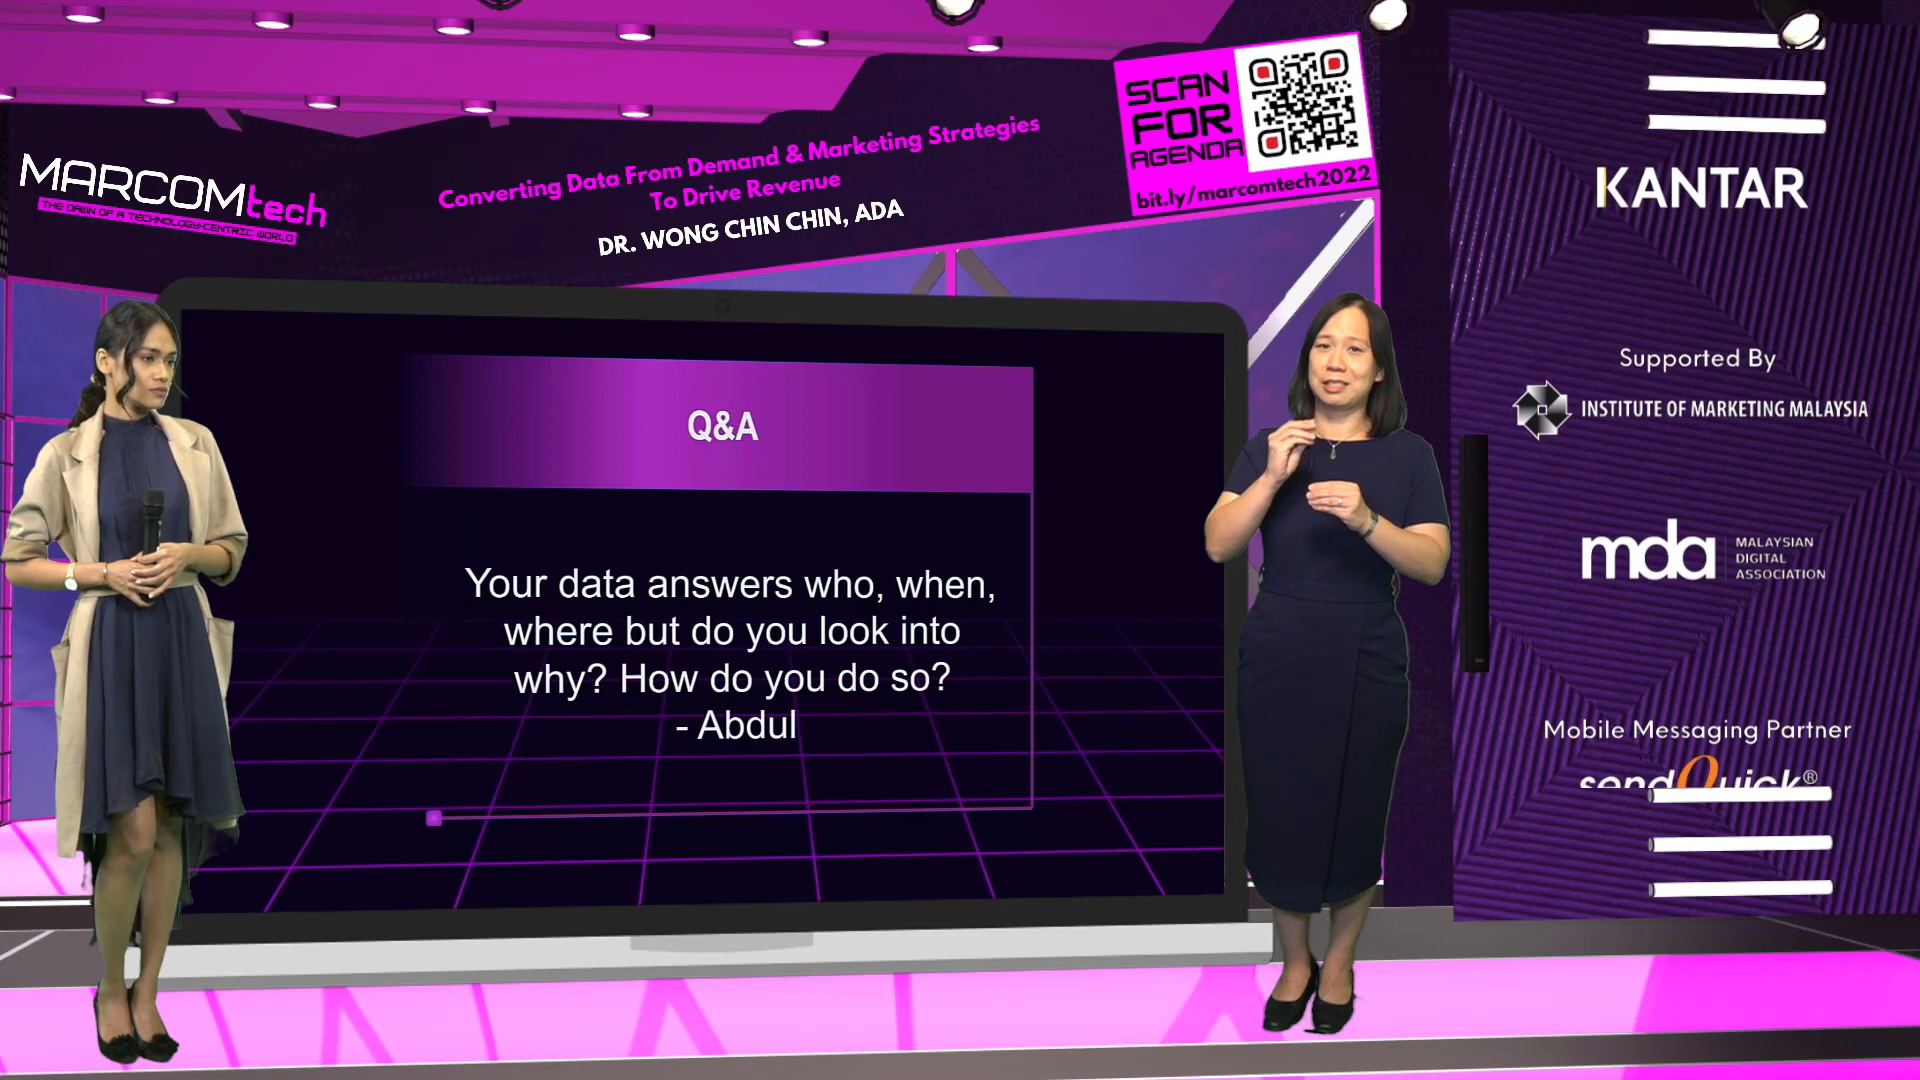 MARCOMtech
THE DAWN OF A TECHNOLOGY-CENTRIC WORLD
Converting Data From Demand & Marketing Strategies
To Drive Revenue
DR. WONG CHIN CHIN, ADA
SCAN
FOR
AGENDA
bit.ly/marcomtech2022
Q&A
Your data answers who, when,
where but do you look into
why? How do you do so?
- Abdul
KANTAR
Supported By
INSTITUTE OF MARKETING MALAYSIA
mda
MALAYSIAN
DIGITAL
ASSOCIATION
Mobile Messaging Partner
sendQuick®